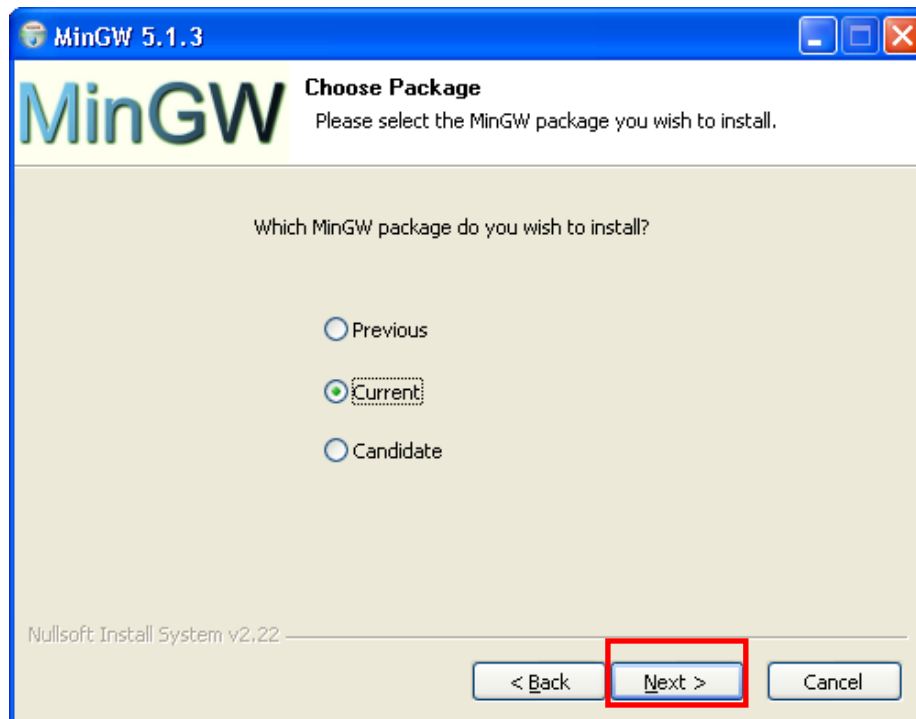 MinGW 5.1.3
MinGW
Choose Package
Please select the MinGW package you wish to install.
Which MinGW package do you wish to install?
Previous
Current
Candidate
Nullsoft Install System v2.22
< Back
Next >
Cancel